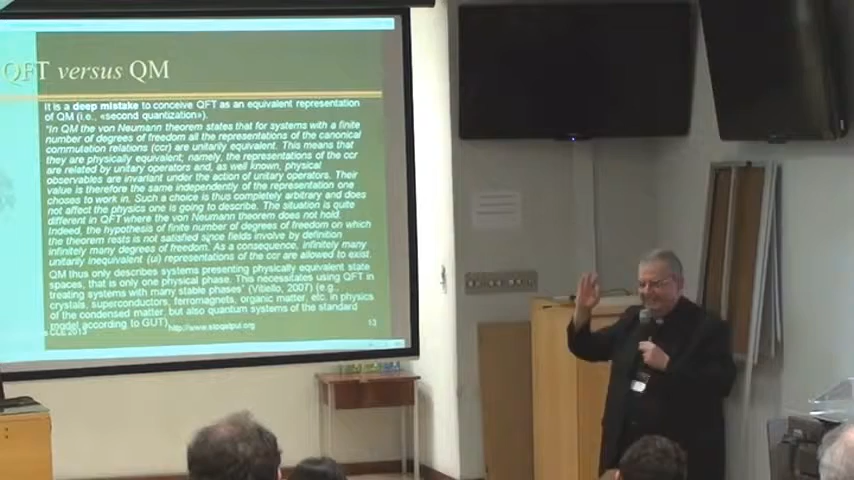 QFT versus QM
It is a deep mistake to conceive QFT as an equivalent representation
of QM (i.e., «second quantization»).
"In QM the von Neumann theorem states that for systems with a finite
number of degrees of freedom all the representations of the canonical
commutation relations (ccr) are unitarily equivalent. This means that
they are physically equivalent; namely, the representations of the ccr
are related by unitary operators and, as well known, physical
observables are invariant under the action of unitary operators. Their
value is therefore the same independently of the representation one
choses to work in. Such a choice is thus completely arbitrary and does
not affect the physics one is going to describe. The situation is quite
different in QFT where the von Neumann theorem does not hold.
Indeed, the hypothesis of finite number of degrees of freedom on which
the theorem rests is not satisfied since fields involve by definition
infinitely many degrees of freedom. As a consequence, infinitely many
unitarily inequivalent (ui) representations of the ccr are allowed to exist.
QM thus only describes systems presenting physically equivalent state
spaces, that is only one physical phase. This necessitates using QFT in
treating systems with many stable phases" (Vitiello, 2007) (e.g.,
crystals, superconductors, ferromagnets, organic matter, etc. in physics
of the condensed matter, but also quantum systems of the standard
model according to GUT).
2015
13